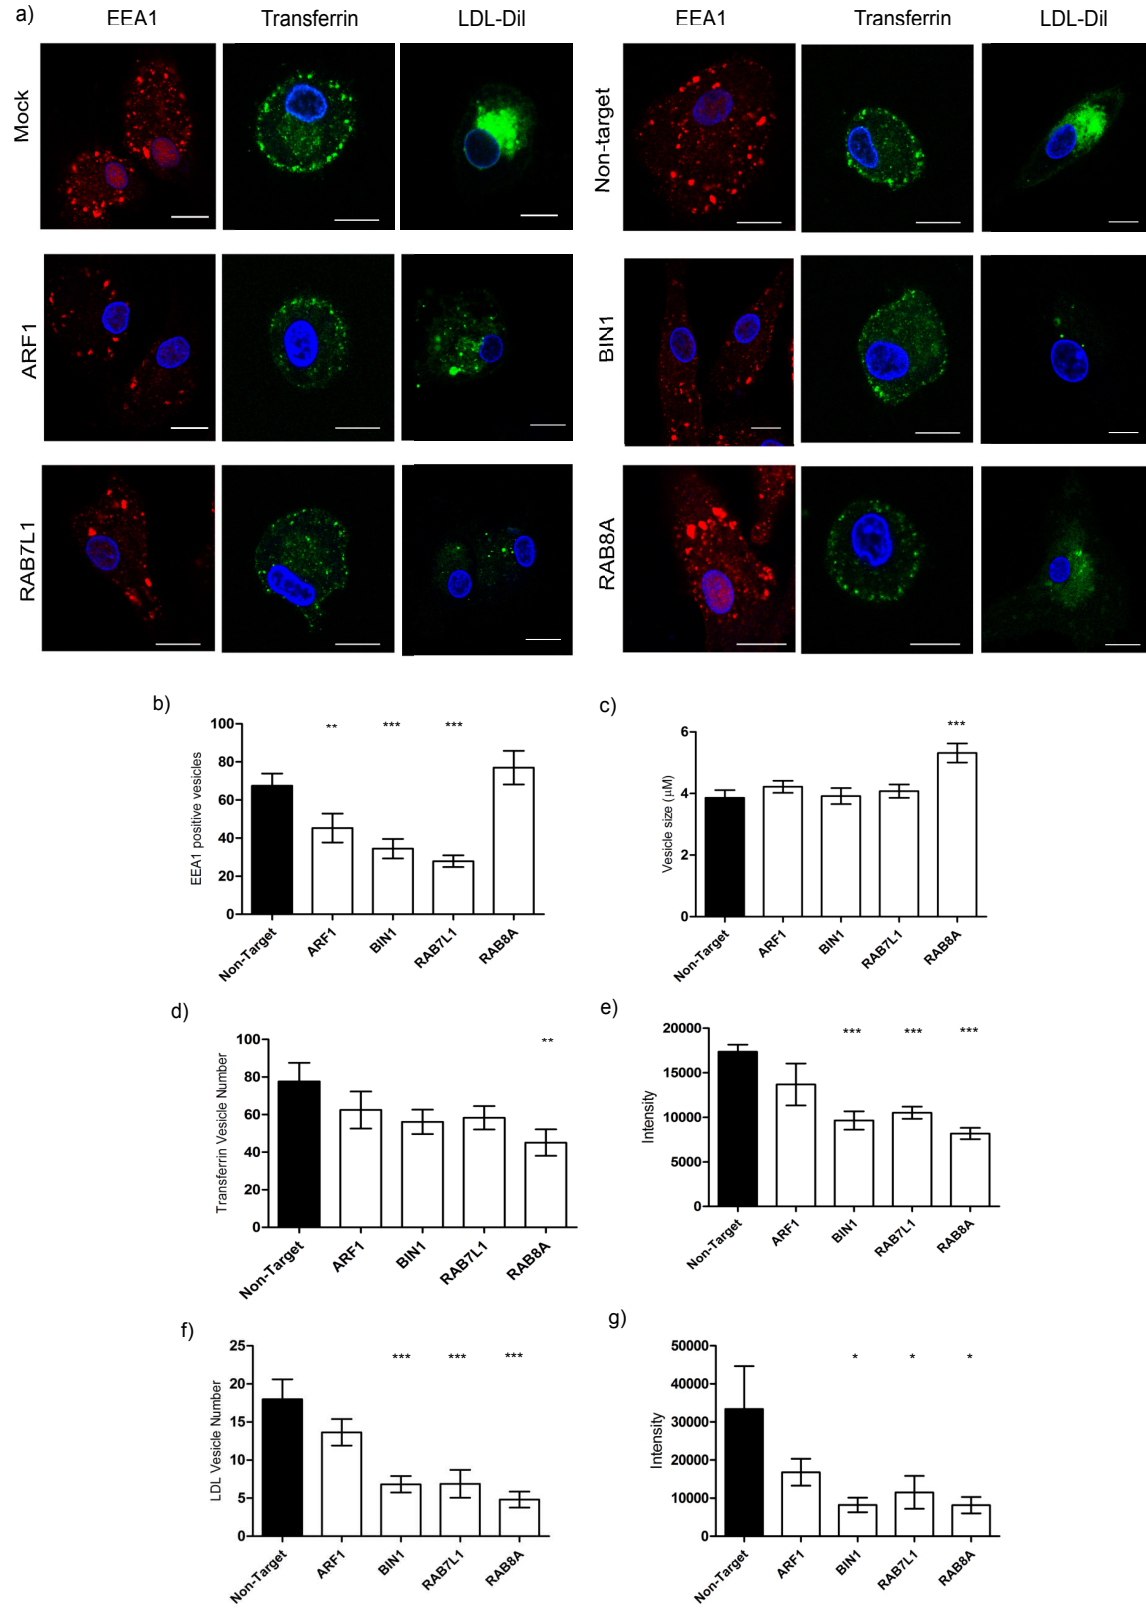 a)
EEA1 Transferrin LDL-Dil EEA1 Transferrin LDL-Dil
Mock
Non-target
ARF1
BIN1
RAB7L1
RAB8A
b)
** *** ***
EEA1 positive vesicles
100
80
60
40
20
0
Non-Target ARF1 BIN1 RAB7L1 RAB8A
c)
***
Vesicle size (μM)
6
4
2
0
Non-Target ARF1 BIN1 RAB7L1 RAB8A
d)
**
Transferrin Vesicle Number
100
80
60
40
20
0
Non-Target ARF1 BIN1 RAB7L1 RAB8A
e)
*** *** ***
Intensity
20000
15000
10000
5000
0
Non-Target ARF1 BIN1 RAB7L1 RAB8A
f)
*** *** ***
LDL Vesicle Number
25
20
15
10
5
0
Non-Target ARF1 BIN1 RAB7L1 RAB8A
g)
* * *
Intensity
50000
40000
30000
20000
10000
0
Non-Target ARF1 BIN1 RAB7L1 RAB8A